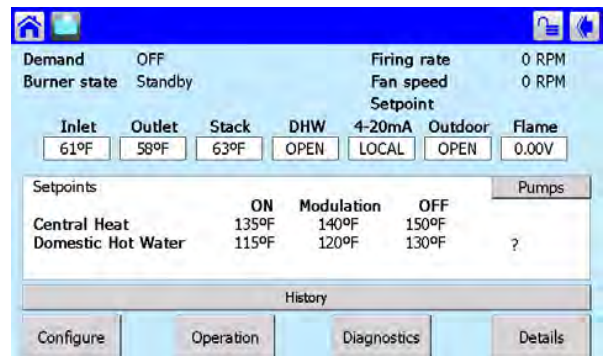 Demand OFF Firing rate 0 RPM
Burner state Standby Fan speed 0 RPM
Setpoint
Inlet Outlet Stack DHW 4-20mA Outdoor Flame
61ºF 58ºF 63ºF OPEN LOCAL OPEN 0.00V
Setpoints Pumps
ON Modulation OFF
Central Heat 135ºF 140ºF 150ºF
Domestic Hot Water 115ºF 120ºF 130ºF ?
History
Configure Operation Diagnostics Details